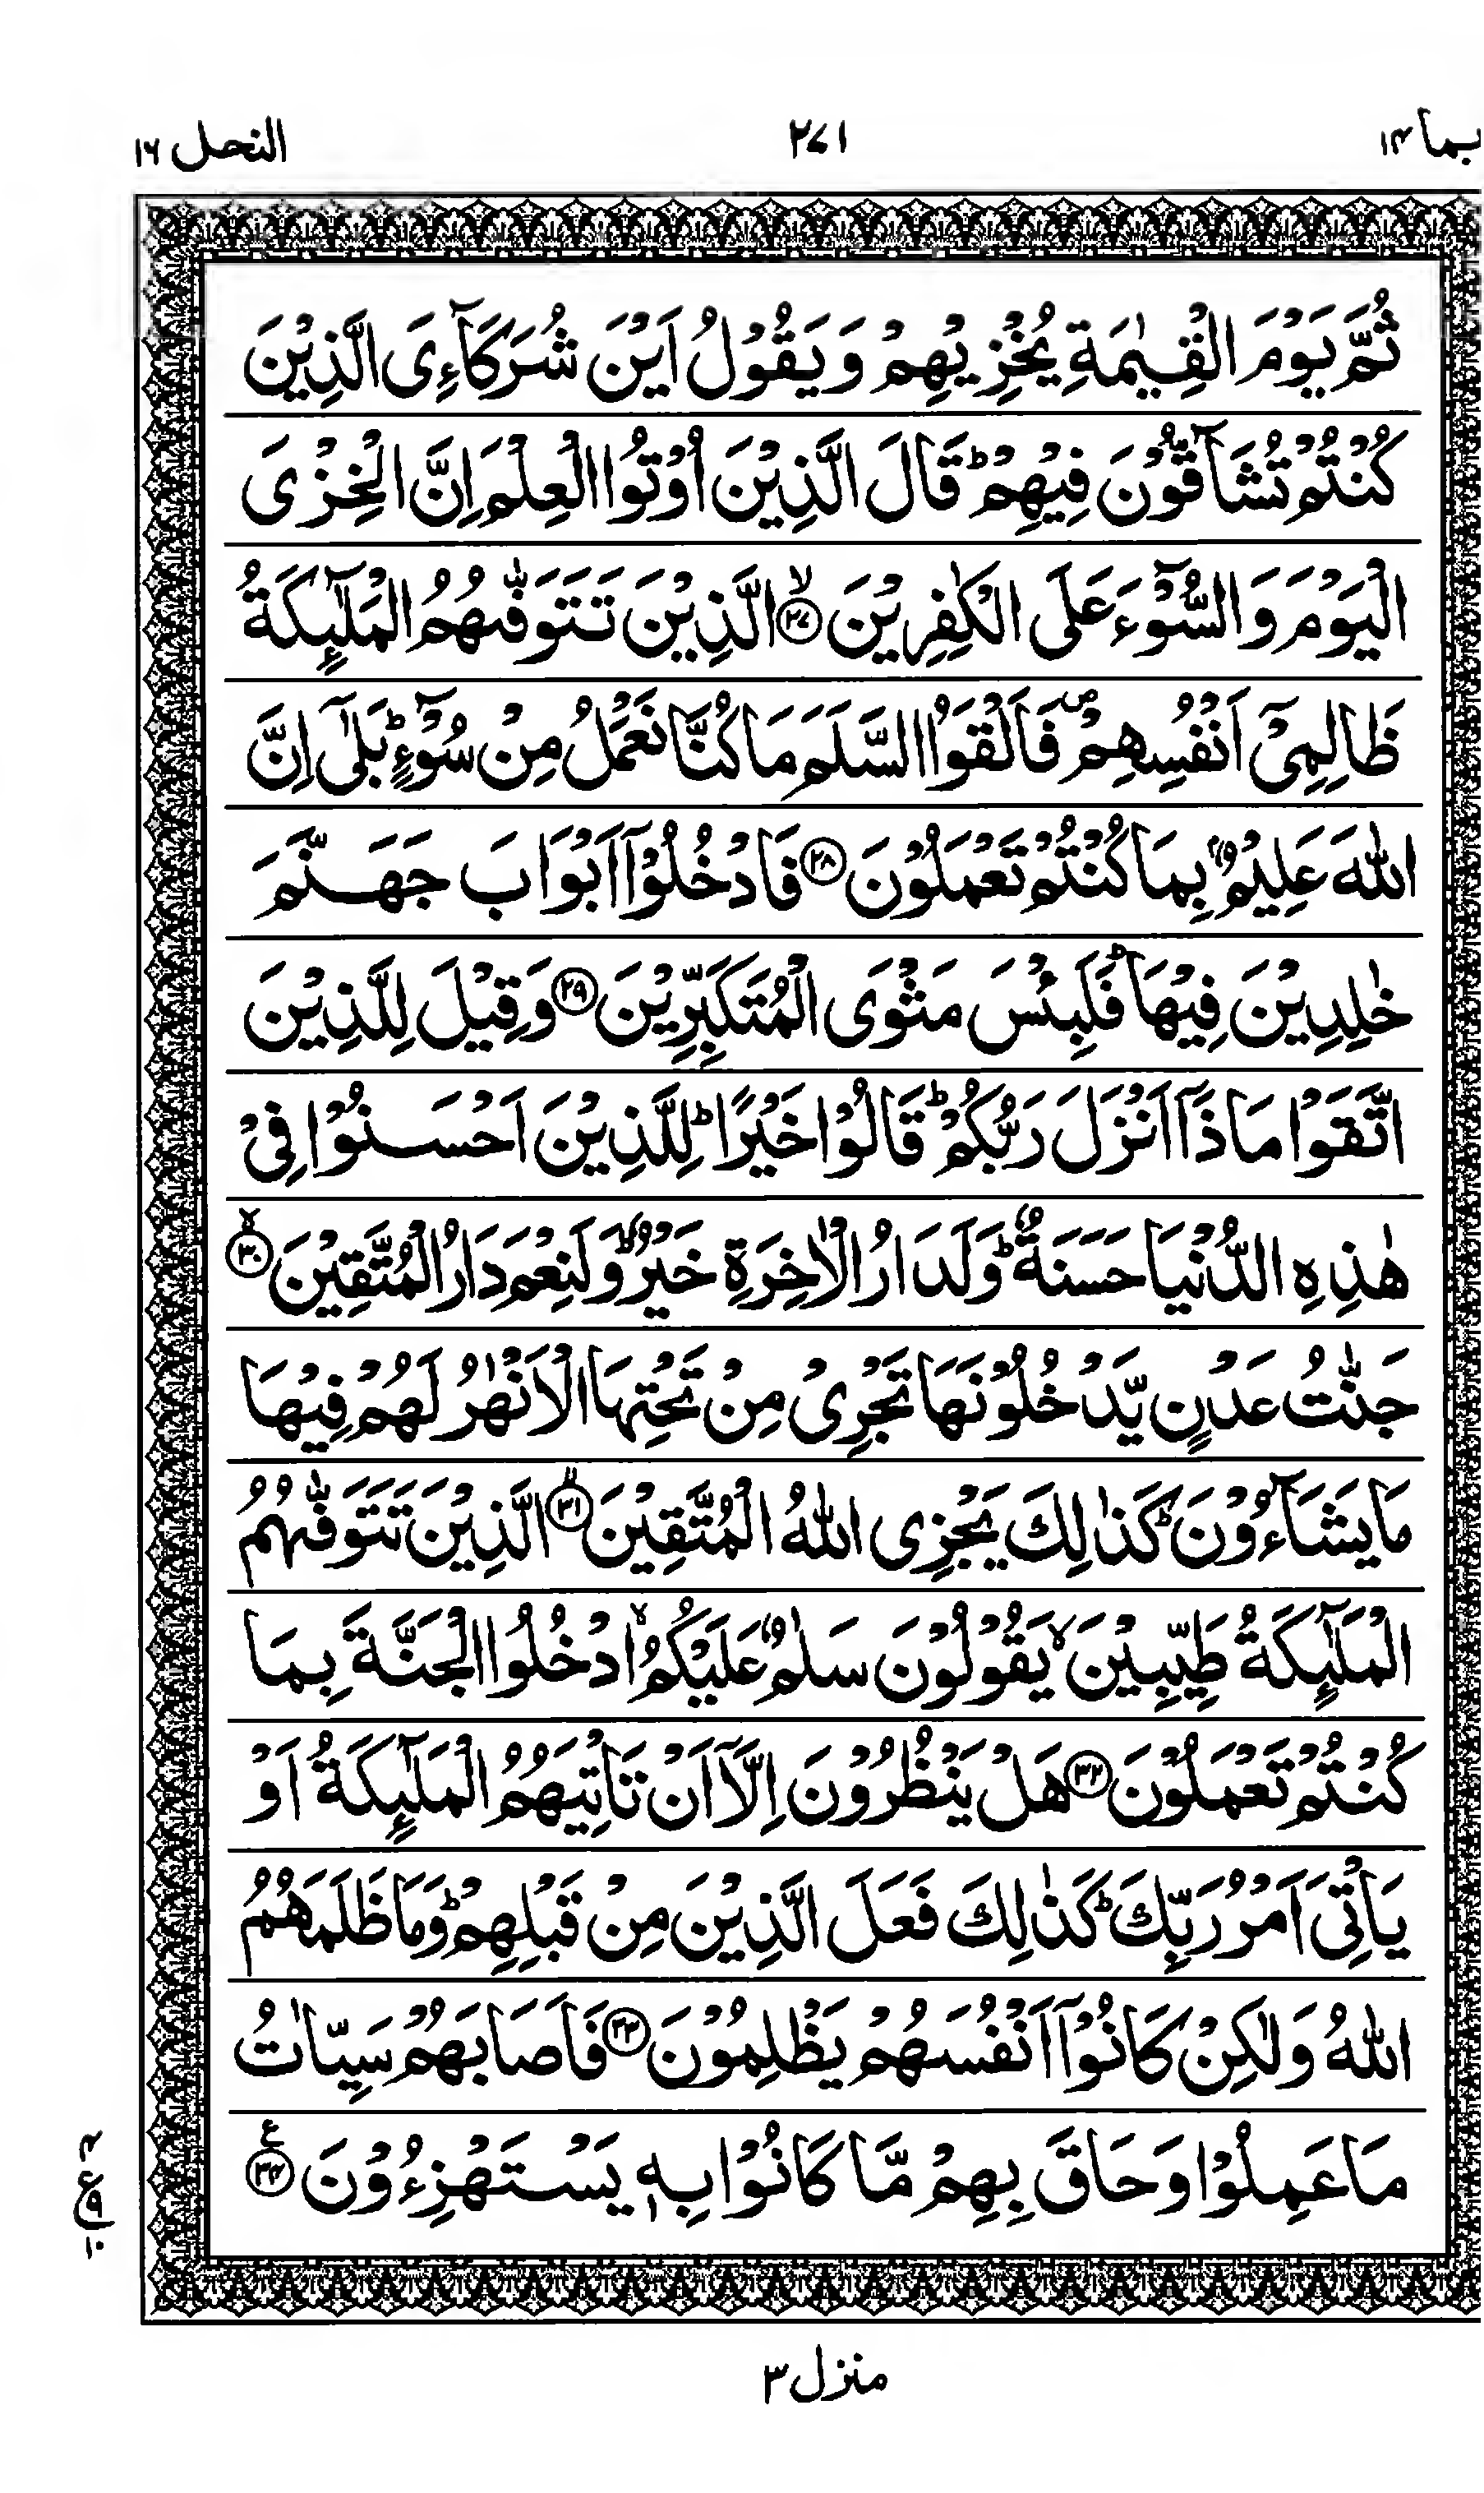 بما ١٤ ٢٧١ النحل ١٦
ثُمَّ يَوْمَ الْقِيٰمَةِ يُخْزِيْهِمْ وَ يَقُوْلُ اَيْنَ شُرَكَآءِیَ الَّذِيْنَ
كُنْتُمْ تُشَآقُّوْنَ فِيْهِمْ ؕ قَالَ الَّذِيْنَ اُوْتُوا الْعِلْمَ اِنَّ الْخِزْیَ
الْيَوْمَ وَ السُّوْٓءَ عَلَی الْكٰفِرِيْنَ ۙ﴿۲۷﴾ الَّذِيْنَ تَتَوَفّٰىهُمُ الْمَلٰٓئِكَةُ
ظَالِمِیْۤ اَنْفُسِهِمْ ۪ فَاَلْقَوُا السَّلَمَ مَا كُنَّا نَعْمَلُ مِنْ سُوْٓءٍ ؕ بَلٰۤی اِنَّ
اللّٰهَ عَلِيْمٌۢ بِمَا كُنْتُمْ تَعْمَلُوْنَ ﴿۲۸﴾ فَادْخُلُوْۤا اَبْوَابَ جَهَنَّمَ
خٰلِدِيْنَ فِيْهَا ؕ فَلَبِئْسَ مَثْوَی الْمُتَكَبِّرِيْنَ ﴿۲۹﴾ وَ قِيْلَ لِلَّذِيْنَ
اتَّقَوْا مَاذَاۤ اَنْزَلَ رَبُّكُمْ ؕ قَالُوْا خَيْرًا ؕ لِلَّذِيْنَ اَحْسَنُوْا فِیْ
هٰذِهِ الدُّنْيَا حَسَنَةٌ ؕ وَ لَدَارُ الْاٰخِرَةِ خَيْرٌ ؕ وَ لَنِعْمَ دَارُ الْمُتَّقِيْنَ ۙ﴿۳۰﴾
جَنّٰتُ عَدْنٍ يَّدْخُلُوْنَهَا تَجْرِیْ مِنْ تَحْتِهَا الْاَنْهٰرُ لَهُمْ فِيْهَا
مَا يَشَآءُوْنَ ؕ كَذٰلِكَ يَجْزِی اللّٰهُ الْمُتَّقِيْنَ ۙ﴿۳۱﴾ الَّذِيْنَ تَتَوَفّٰىهُمُ
الْمَلٰٓئِكَةُ طَيِّبِيْنَ ۙ يَقُوْلُوْنَ سَلٰمٌ عَلَيْكُمُ ۙ ادْخُلُوا الْجَنَّةَ بِمَا
كُنْتُمْ تَعْمَلُوْنَ ﴿۳۲﴾ هَلْ يَنْظُرُوْنَ اِلَّاۤ اَنْ تَاْتِيَهُمُ الْمَلٰٓئِكَةُ اَوْ
يَاْتِیَ اَمْرُ رَبِّكَ ؕ كَذٰلِكَ فَعَلَ الَّذِيْنَ مِنْ قَبْلِهِمْ ؕ وَ مَا ظَلَمَهُمُ
اللّٰهُ وَ لٰكِنْ كَانُوْۤا اَنْفُسَهُمْ يَظْلِمُوْنَ ﴿۳۳﴾ فَاَصَابَهُمْ سَيِّاٰتُ
مَا عَمِلُوْا وَ حَاقَ بِهِمْ مَّا كَانُوْا بِهٖ يَسْتَهْزِءُوْنَ ﴿۳۴﴾ ع
٤ ع ٩ ١٠
منزل ٣